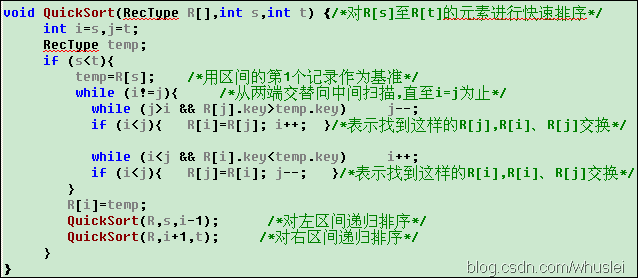 void QuickSort(RecType R[],int s,int t) {/*对R[s]至R[t]的元素进行快速排序*/
int i=s,j=t;
RecType temp;
if (s<t){
temp=R[s]; /*用区间的第1个记录作为基准*/
while (i!=j){ /*从两端交替向中间扫描,直至i=j为止*/
while (j>i && R[j].key>temp.key) j--;
if (i<j){ R[i]=R[j]; i++; }/*表示找到这样的R[j],R[i]、R[j]交换*/
while (i<j && R[i].key<temp.key) i++;
if (i<j){ R[j]=R[i]; j--; }/*表示找到这样的R[i],R[i]、R[j]交换*/
}
R[i]=temp;
QuickSort(R,s,i-1); /*对左区间递归排序*/
QuickSort(R,i+1,t); /*对右区间递归排序*/
}
}
blog.csdn.com/whuslei